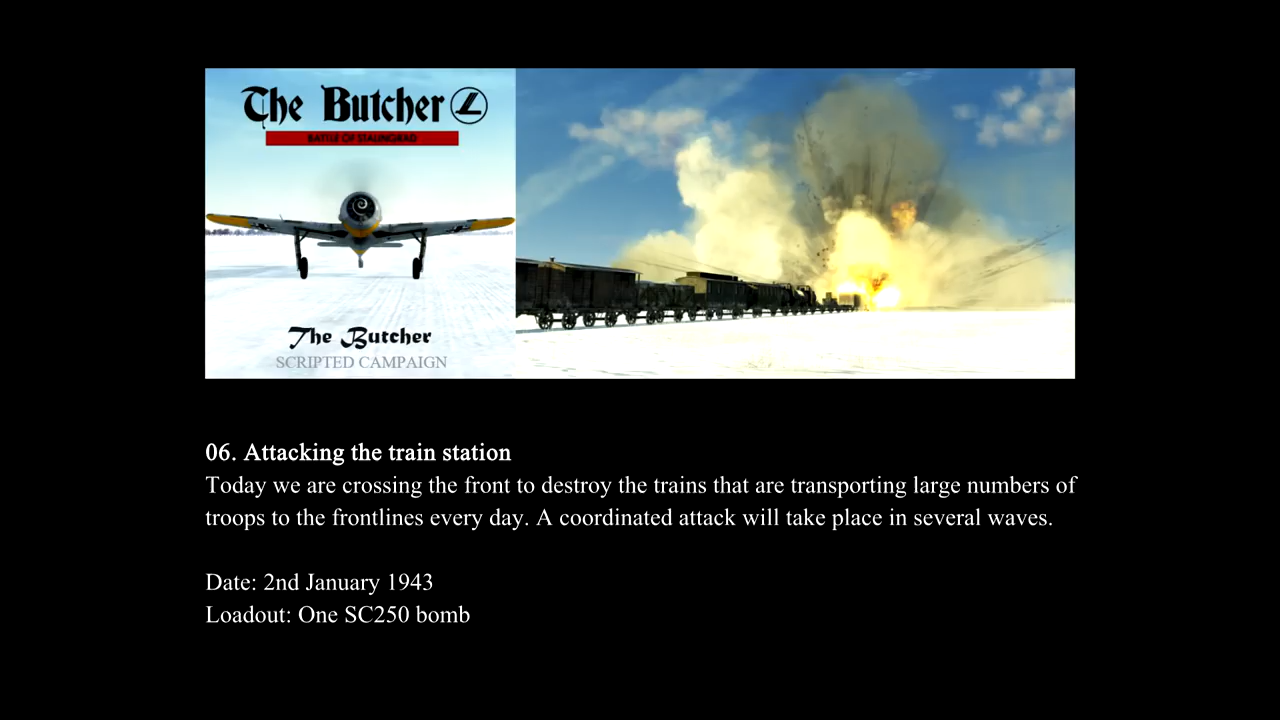 The Butcher
BATTLE OF STALINGRAD
The Butcher
SCRIPTED CAMPAIGN
06. Attacking the train station
Today we are crossing the front to destroy the trains that are transporting large numbers of
troops to the frontlines every day. A coordinated attack will take place in several waves.
Date: 2nd January 1943
Loadout: One SC250 bomb